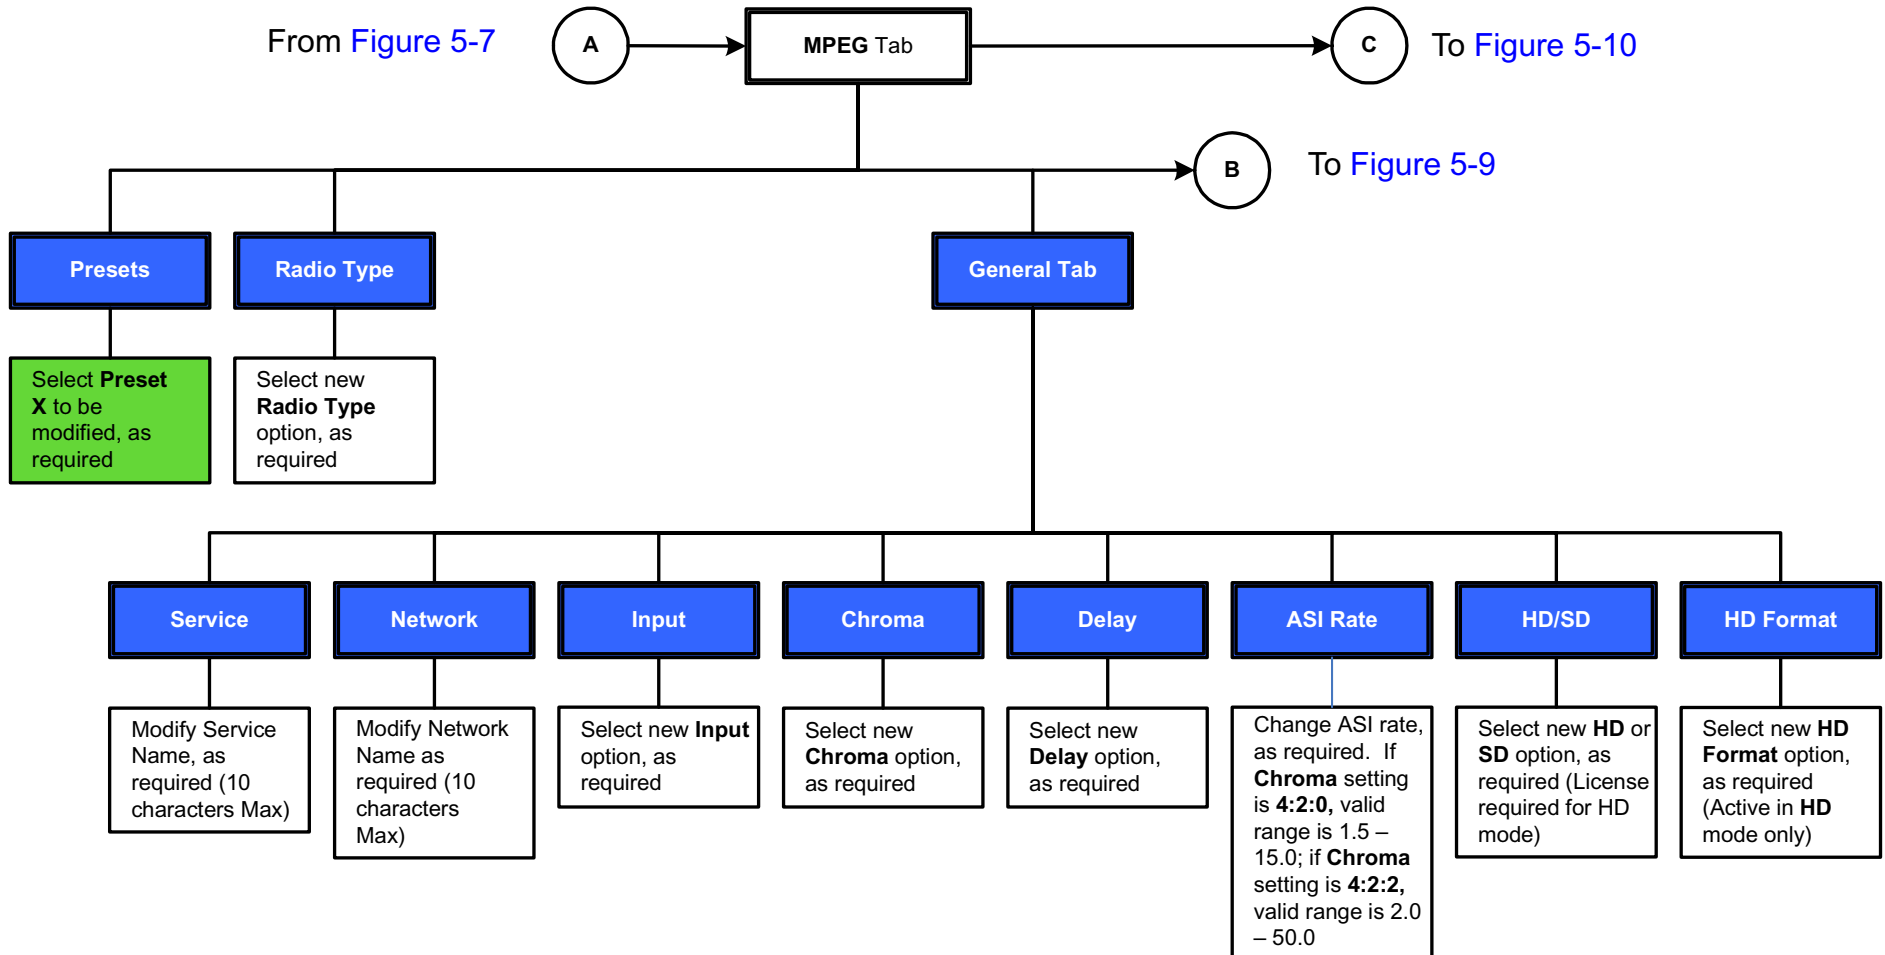 From Figure 5-7
A
MPEG Tab
C
To Figure 5-10
B
To Figure 5-9
Presets
Radio Type
General Tab
Select Preset
X to be
modified, as
required
Select new
Radio Type
option, as
required
Service
Network
Input
Chroma
Delay
ASI Rate
HD/SD
HD Format
Modify Service
Name, as
required (10
characters Max)
Modify Network
Name as
required (10
characters
Max)
Select new Input
option, as
required
Select new
Chroma option,
as required
Select new
Delay option,
as required
Change ASI rate,
as required. If
Chroma setting
is 4:2:0, valid
range is 1.5 –
15.0; if Chroma
setting is 4:2:2,
valid range is 2.0
– 50.0
Select new HD or
SD option, as
required (License
required for HD
mode)
Select new HD
Format option,
as required
(Active in HD
mode only)